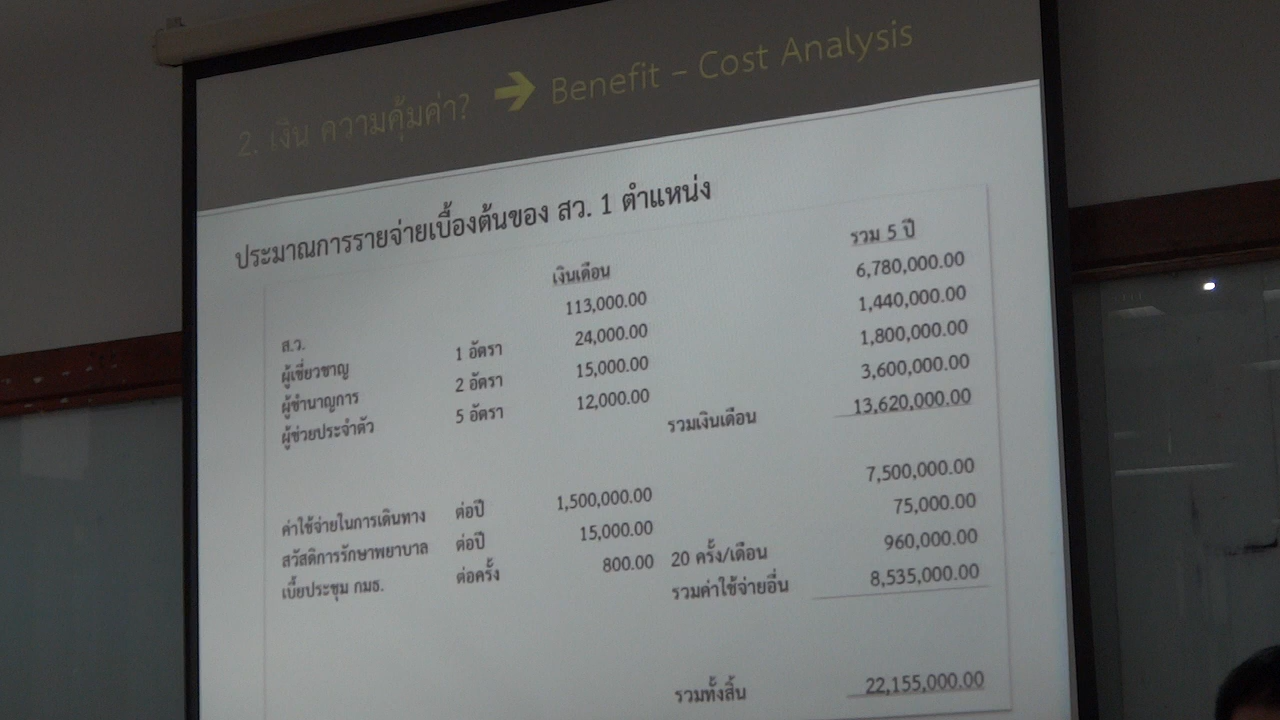 2. เงิน ความคุ้มค่า? ➔ Benefit – Cost Analysis
ประมาณการรายจ่ายเบื้องต้นของ สว. 1 ตำแหน่ง
เงินเดือน รวม 5 ปี
ส.ว. 113,000.00 6,780,000.00
ผู้เชี่ยวชาญ 1 อัตรา 24,000.00 1,440,000.00
ผู้ชำนาญการ 2 อัตรา 15,000.00 1,800,000.00
ผู้ช่วยประจำตัว 5 อัตรา 12,000.00 3,600,000.00
รวมเงินเดือน 13,620,000.00
ค่าใช้จ่ายในการเดินทาง ต่อปี 1,500,000.00 7,500,000.00
สวัสดิการรักษาพยาบาล ต่อปี 15,000.00 75,000.00
เบี้ยประชุม กมธ. ต่อครั้ง 800.00 20 ครั้ง/เดือน 960,000.00
รวมค่าใช้จ่ายอื่น 8,535,000.00
รวมทั้งสิ้น 22,155,000.00